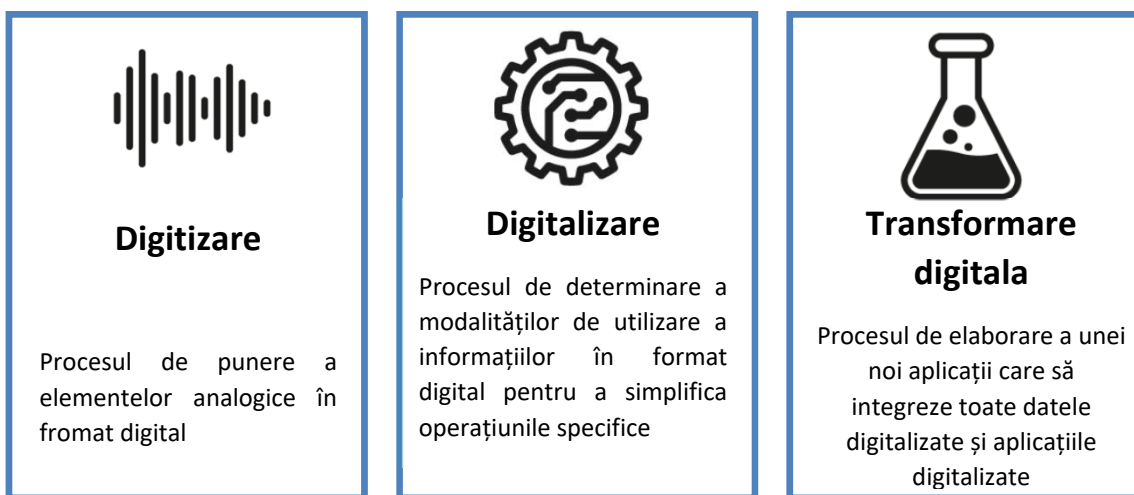 Digitizare
Procesul de punere a
elementelor analogice în
fromat digital
Digitalizare
Procesul de determinare a
modalităților de utilizare a
informațiilor în format
digital pentru a simplifica
operațiunile specifice
Transformare
digitala
Procesul de elaborare a unei
noi aplicații care să
integreze toate datele
digitalizate și aplicațiile
digitalizate